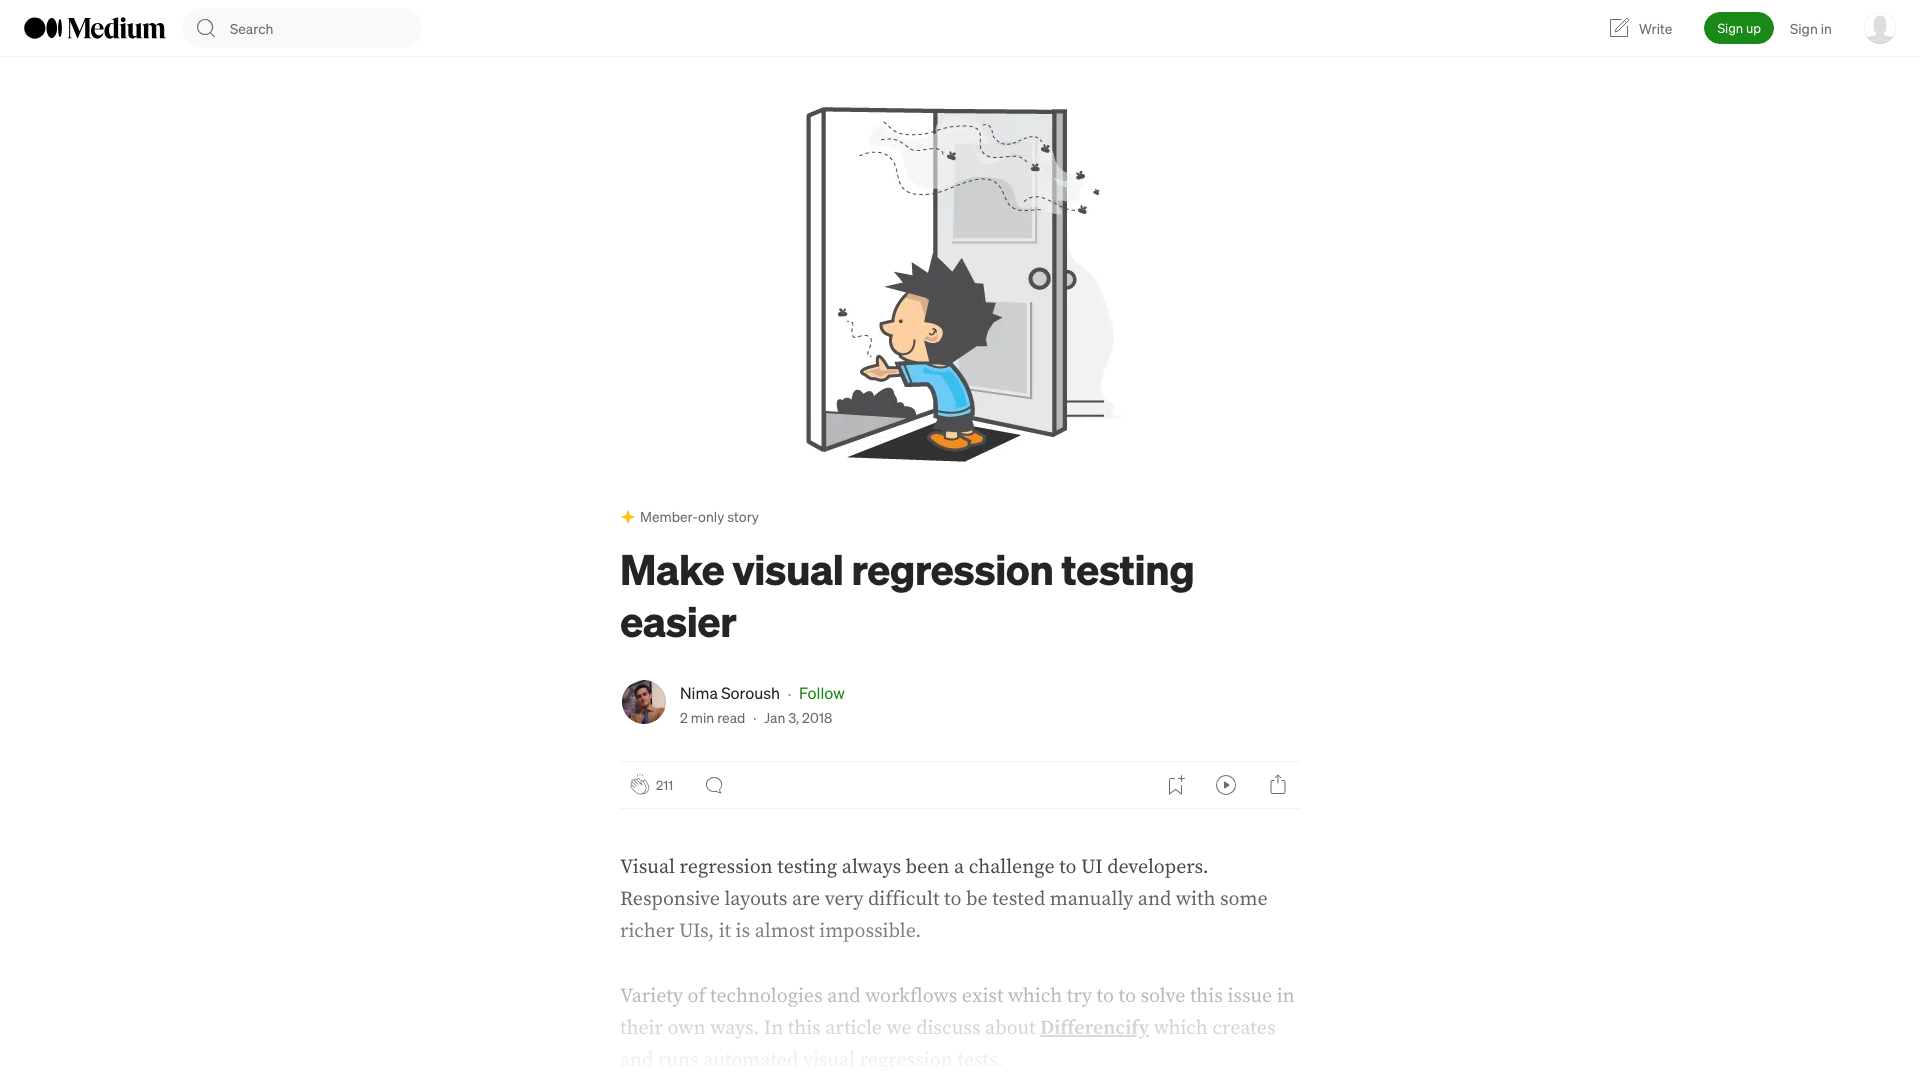 Medium
Search
Write
Sign up
Sign in
Member-only story
Make visual regression testing
easier
Nima Soroush · Follow
2 min read · Jan 3, 2018
211
Visual regression testing always been a challenge to UI developers.
Responsive layouts are very difficult to be tested manually and with some
richer UIs, it is almost impossible.
Variety of technologies and workflows exist which try to to solve this issue in
their own ways. In this article we discuss about Differencify which creates
and runs automated visual regression tests.